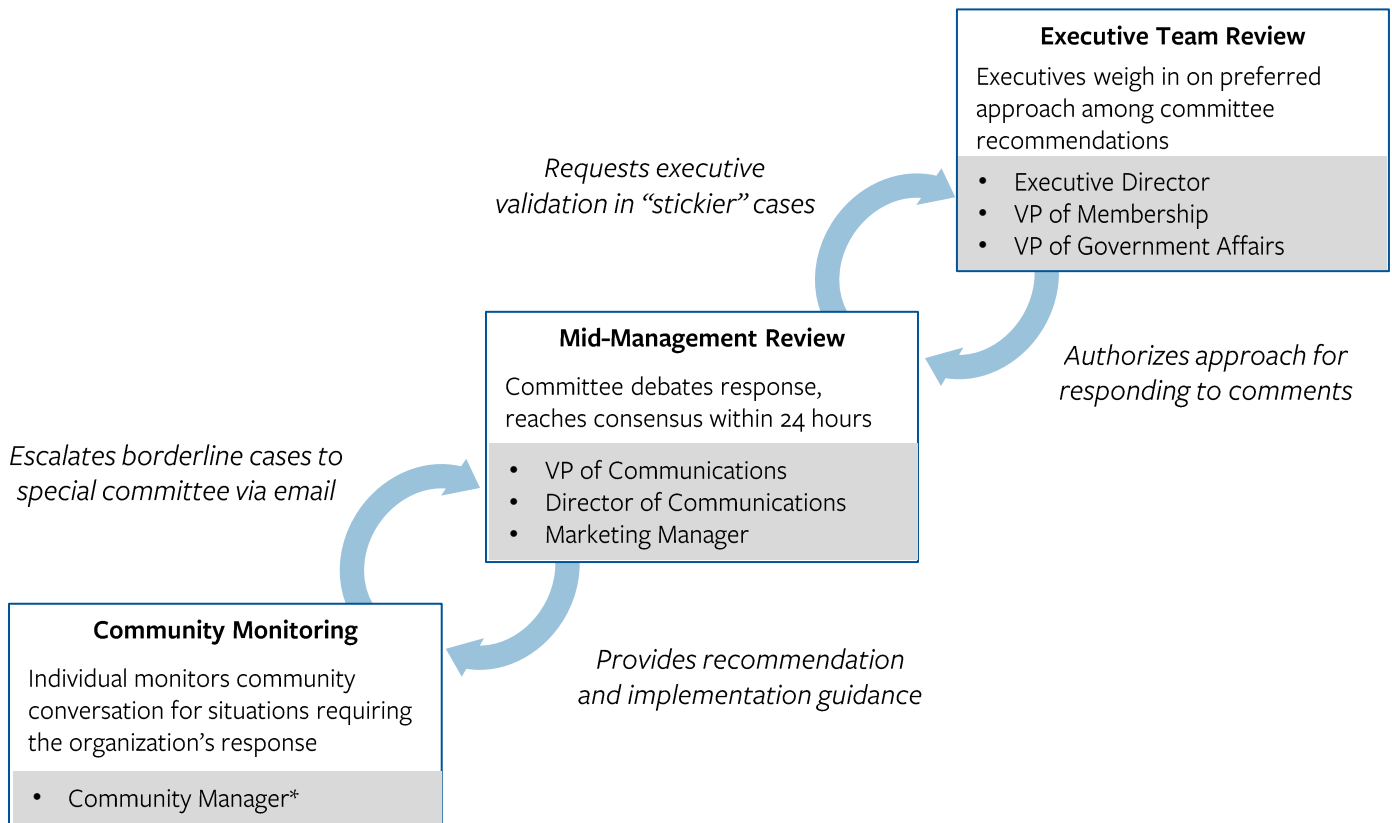 Executive Team Review
Executives weigh in on preferred
approach among committee
recommendations
• Executive Director
• VP of Membership
• VP of Government Affairs
Requests executive
validation in “stickier” cases
Authorizes approach for
responding to comments
Mid-Management Review
Committee debates response,
reaches consensus within 24 hours
• VP of Communications
• Director of Communications
• Marketing Manager
Escalates borderline cases to
special committee via email
Provides recommendation
and implementation guidance
Community Monitoring
Individual monitors community
conversation for situations requiring
the organization’s response
• Community Manager*